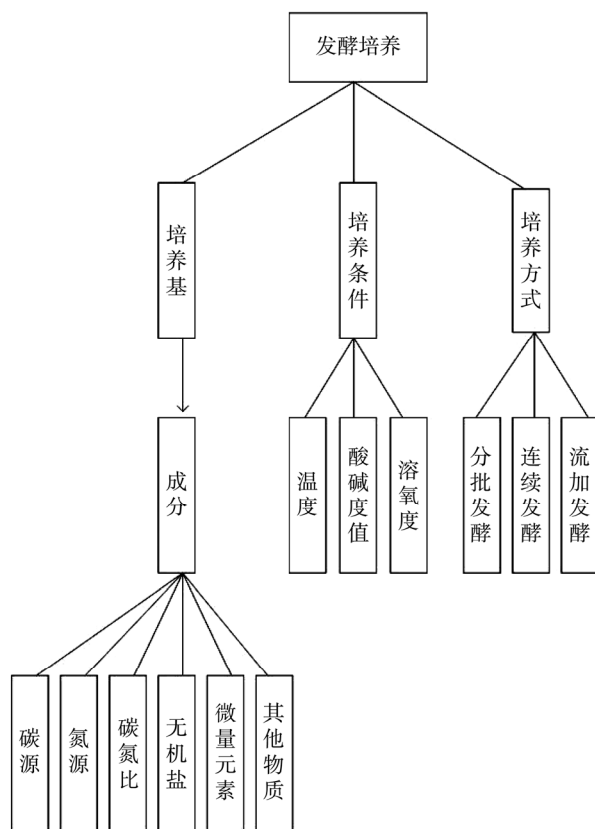 发酵培养
培养基
培养条件
培养方式
成分
温度
酸碱度值
溶氧度
分批发酵
连续发酵
流加发酵
碳源
氮源
碳氮比
无机盐
微量元素
其他物质